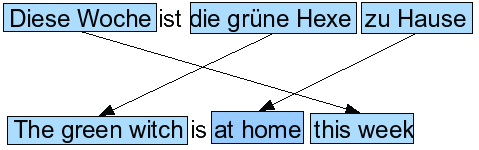 Diese Woche ist die grüne Hexe zu Hause
The green witch is at home this week